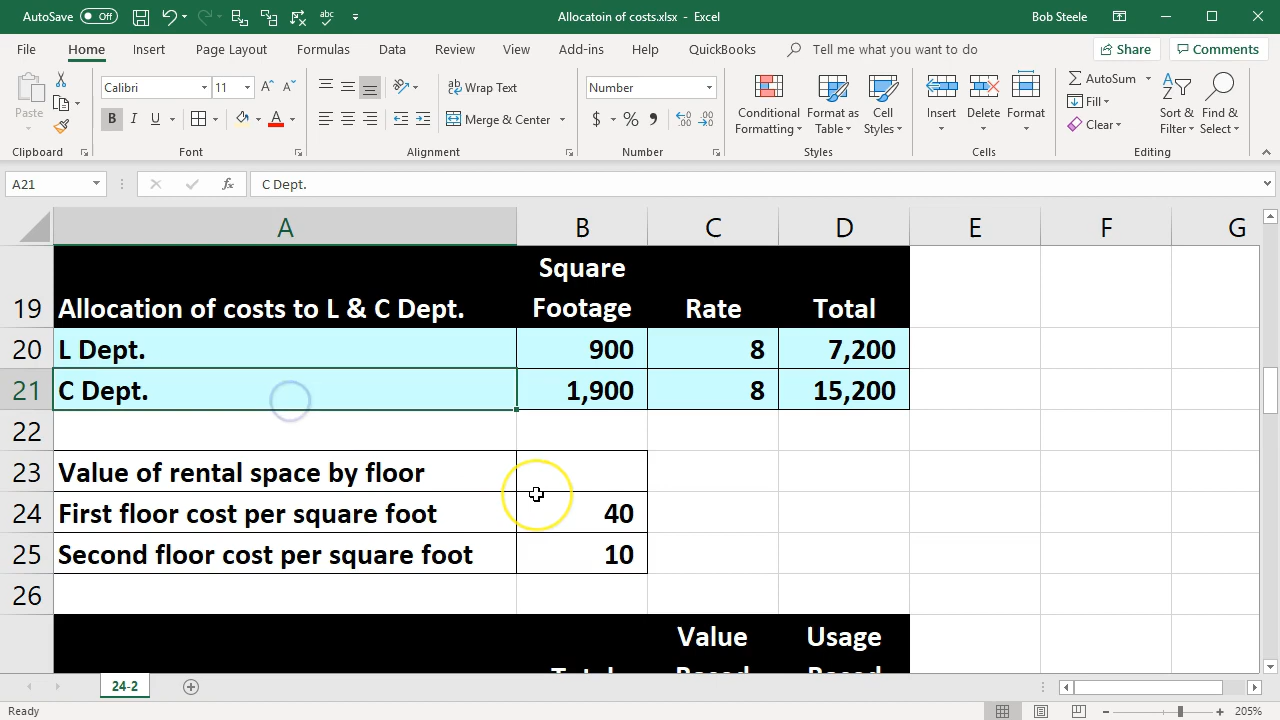 AutoSave Off
abc
Allocatoin of costs.xlsx - Excel
Bob Steele
File Home Insert Page Layout Formulas Data Review View Add-ins Help QuickBooks Tell me what you want to do Share Comments
Paste
Clipboard
Calibri 11 A A
B I U A
Font
ab Wrap Text
Merge & Center
Alignment
Number
$ % , .00
Number
Conditional Formatting
Format as Table
Cell Styles
Styles
Insert Delete Format
Cells
AutoSum
Fill
Clear
Sort & Filter
Find & Select
Editing
A21 fx C Dept.
A B C D E F G
19 Allocation of costs to L & C Dept. Square Footage Rate Total
20 L Dept. 900 8 7,200
21 C Dept. 1,900 8 15,200
22
23 Value of rental space by floor
24 First floor cost per square foot 40
25 Second floor cost per square foot 10
26
Value Usage
24-2
Ready 205%